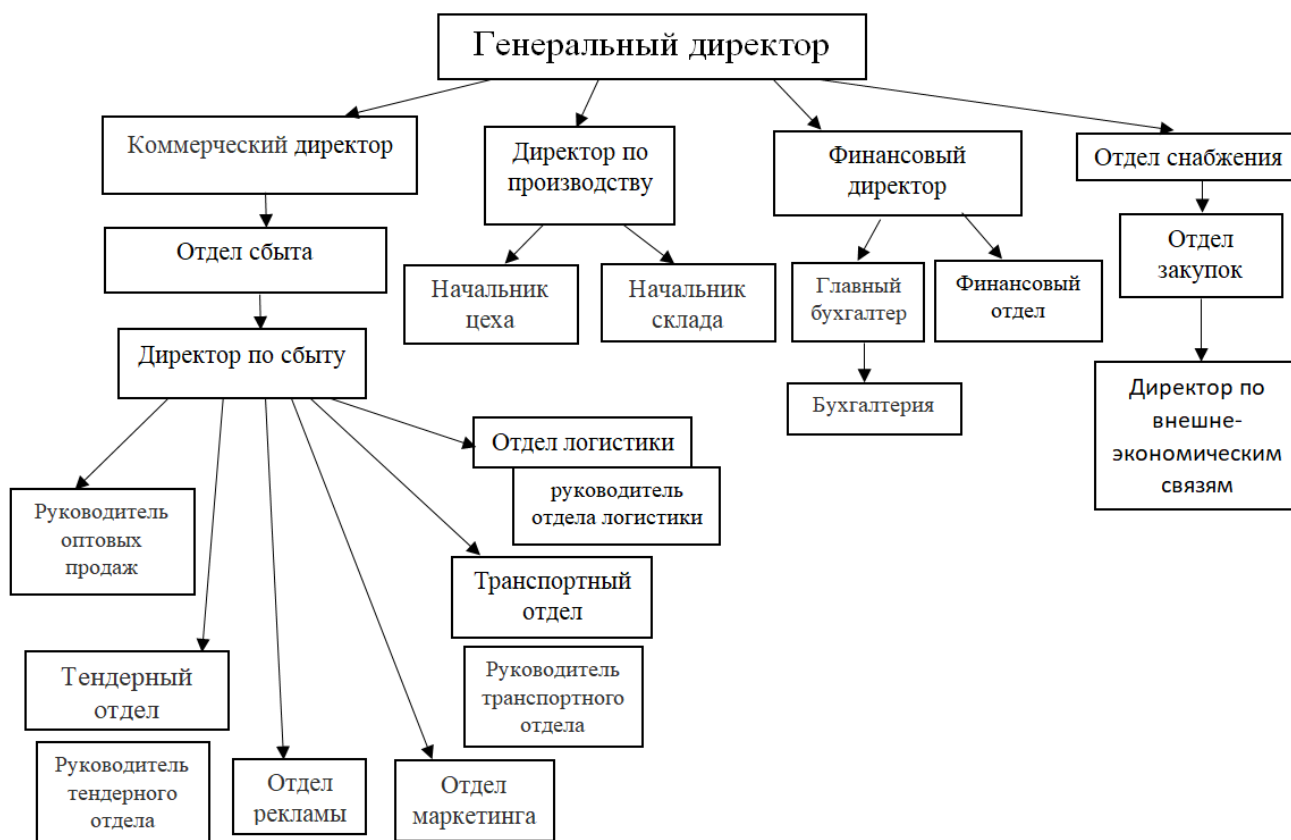 Генеральный директор
Коммерческий директор
Директор по
производству
Финансовый
директор
Отдел снабжения
Отдел сбыта
Начальник
цеха
Начальник
склада
Главный
бухгалтер
Финансовый
отдел
Отдел
закупок
Директор по сбыту
Бухгалтерия
Директор по
внешне-
экономическим
связям
Отдел логистики
руководитель
отдела логистики
Руководитель
оптовых
продаж
Транспортный
отдел
Руководитель
транспортного
отдела
Тендерный
отдел
Руководитель
тендерного
отдела
Отдел
рекламы
Отдел
маркетинга